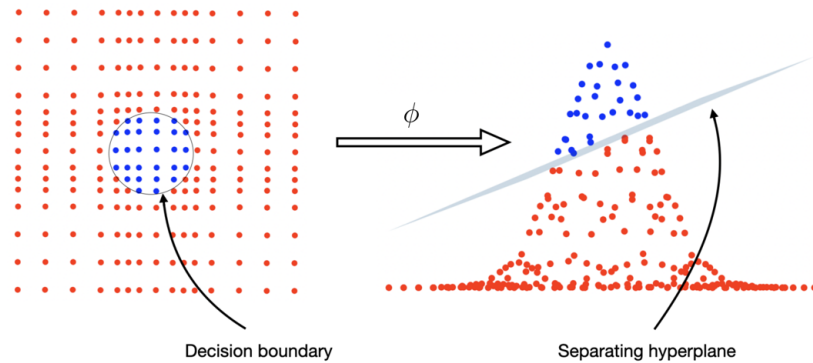 ϕ
Decision boundary
Separating hyperplane